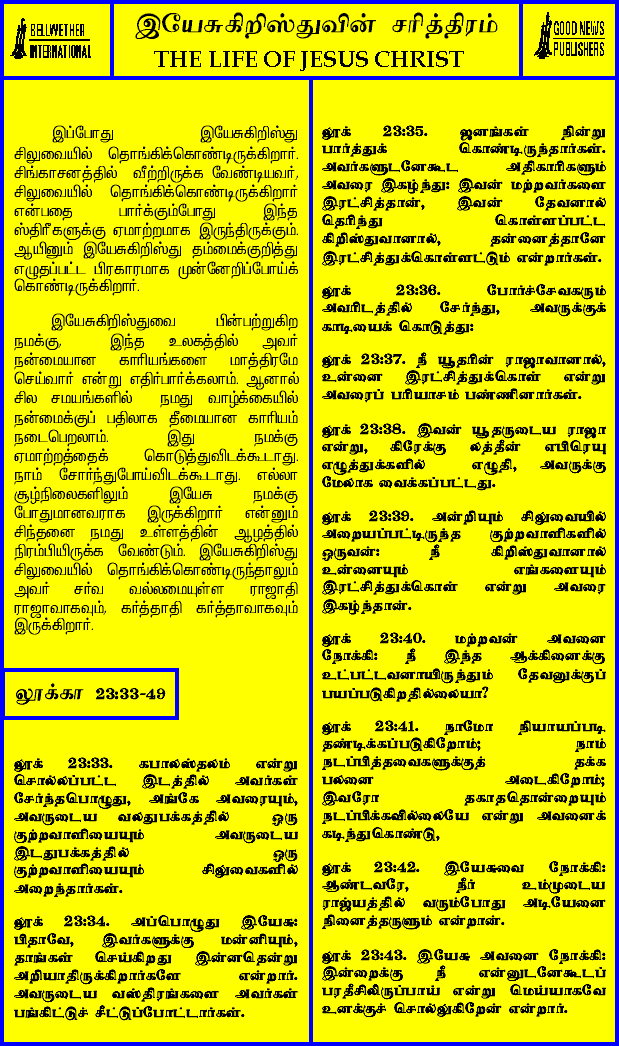 BELLWETHER
INTERNATIONAL
இயேசுகிறிஸ்துவின் சரித்திரம்
THE LIFE OF JESUS CHRIST
GOOD NEWS
PUBLISHERS
இப்போது இயேசுகிறிஸ்து
சிலுவையில் தொங்கிக்கொண்டிருக்கிறார்.
சிங்காசனத்தில் வீற்றிருக்க வேண்டியவர்,
சிலுவையில் தொங்கிக்கொண்டிருக்கிறார்
என்பதை பார்க்கும்போது இந்த
ஸ்திரீகளுக்கு ஏமாற்றமாக இருந்திருக்கும்.
ஆயினும் இயேசுகிறிஸ்து தம்மைக்குறித்து
எழுதப்பட்ட பிரகாரமாக முன்னேறிப்போய்க்
கொண்டிருக்கிறார்.
இயேசுகிறிஸ்துவை பின்பற்றுகிற
நமக்கு, இந்த உலகத்தில் அவர்
நன்மையான காரியங்களை மாத்திரமே
செய்வார் என்று எதிர்பார்க்கலாம். ஆனால்
சில சமயங்களில் நமது வாழ்க்கையில்
நன்மைக்குப் பதிலாக தீமையான காரியம்
நடைபெறலாம். இது நமக்கு
ஏமாற்றத்தைக் கொடுத்துவிடக்கூடாது.
நாம் சோர்ந்துபோய்விடக்கூடாது. எல்லா
சூழ்நிலைகளிலும் இயேசு நமக்கு
போதுமானவராக இருக்கிறார் என்னும்
சிந்தனை நமது உள்ளத்தின் ஆழத்தில்
நிரம்பியிருக்க வேண்டும். இயேசுகிறிஸ்து
சிலுவையில் தொங்கிக்கொண்டிருந்தாலும்
அவர் சர்வ வல்லமையுள்ள ராஜாதி
ராஜாவாகவும், கர்த்தாதி கர்த்தாவாகவும்
இருக்கிறார்.
லூக்கா 23:33-49
லூக் 23:33. கபாலஸ்தலம் என்று
சொல்லப்பட்ட இடத்தில் அவர்கள்
சேர்ந்தபொழுது, அங்கே அவரையும்,
அவருடைய வலதுபக்கத்தில் ஒரு
குற்றவாளியையும் அவருடைய
இடதுபக்கத்தில் ஒரு
குற்றவாளியையும் சிலுவைகளில்
அறைந்தார்கள்.
லூக் 23:34. அப்பொழுது இயேசு:
பிதாவே, இவர்களுக்கு மன்னியும்,
தாங்கள் செய்கிறது இன்னதென்று
அறியாதிருக்கிறார்களே என்றார்.
அவருடைய வஸ்திரங்களை அவர்கள்
பங்கிட்டுச் சீட்டுப்போட்டார்கள்.
லூக் 23:35. ஜனங்கள் நின்று
பார்த்துக் கொண்டிருந்தார்கள்.
அவர்களுடனேகூட அதிகாரிகளும்
அவரை இகழ்ந்து: இவன் மற்றவர்களை
இரட்சித்தான், இவன் தேவனால்
தெரிந்து கொள்ளப்பட்ட
கிறிஸ்துவானால், தன்னைத்தானே
இரட்சித்துக்கொள்ளட்டும் என்றார்கள்.
லூக் 23:36. போர்ச்சேவகரும்
அவரிடத்தில் சேர்ந்து, அவருக்குக்
காடியைக் கொடுத்து:
லூக் 23:37. நீ யூதரின் ராஜாவானால்,
உன்னை இரட்சித்துக்கொள் என்று
அவரைப் பரியாசம் பண்ணினார்கள்.
லூக் 23:38. இவன் யூதருடைய ராஜா
என்று, கிரேக்கு லத்தீன் எபிரெயு
எழுத்துக்களில் எழுதி, அவருக்கு
மேலாக வைக்கப்பட்டது.
லூக் 23:39. அன்றியும் சிலுவையில்
அறையப்பட்டிருந்த குற்றவாளிகளில்
ஒருவன்: நீ கிறிஸ்துவானால்
உன்னையும் எங்களையும்
இரட்சித்துக்கொள் என்று அவரை
இகழ்ந்தான்.
லூக் 23:40. மற்றவன் அவனை
நோக்கி: நீ இந்த ஆக்கினைக்கு
உட்பட்டவனாயிருந்தும் தேவனுக்குப்
பயப்படுகிறதில்லையா?
லூக் 23:41. நாமோ நியாயப்படி
தண்டிக்கப்படுகிறோம்; நாம்
நடப்பித்தவைகளுக்குத் தக்க
பலனை அடைகிறோம்;
இவரோ தகாததொன்றையும்
நடப்பிக்கவில்லையே என்று அவனைக்
கடிந்துகொண்டு,
லூக் 23:42. இயேசுவை நோக்கி:
ஆண்டவரே, நீர் உம்முடைய
ராஜ்யத்தில் வரும்போது அடியேனை
நினைத்தருளும் என்றான்.
லூக் 23:43. இயேசு அவனை நோக்கி:
இன்றைக்கு நீ என்னுடனேகூடப்
பரதீசிலிருப்பாய் என்று மெய்யாகவே
உனக்குச் சொல்லுகிறேன் என்றார்.